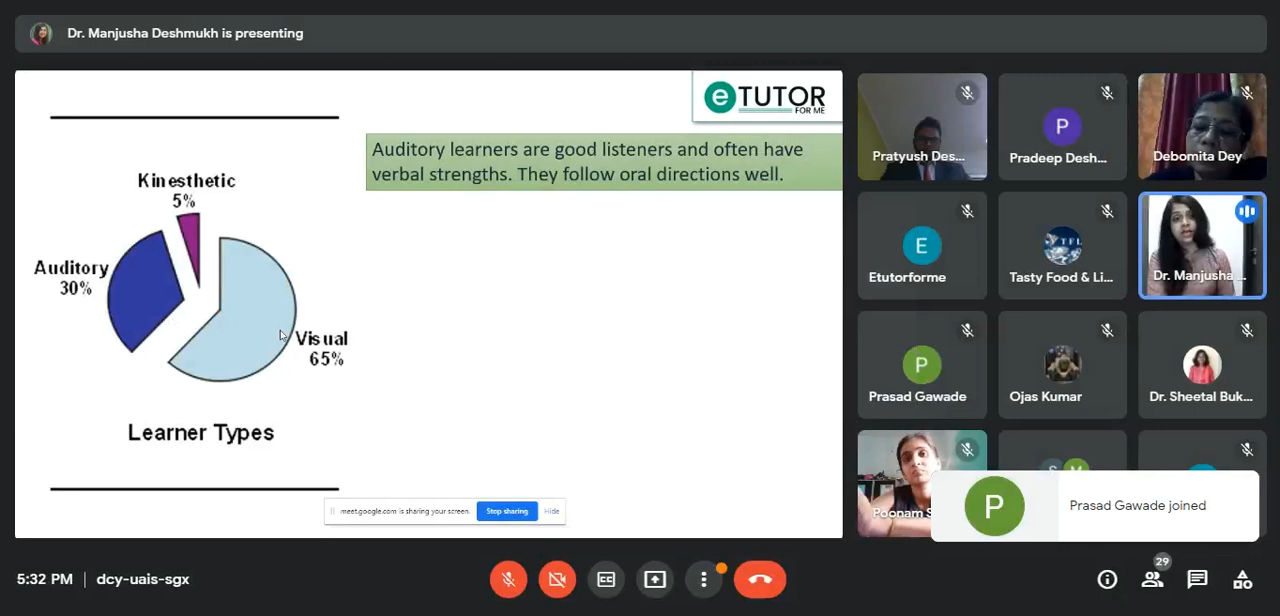 Dr. Manjusha Deshmukh is presenting
e TUTOR
FOR ME
Auditory learners are good listeners and often have
verbal strengths. They follow oral directions well.
Kinesthetic
5%
Auditory
30%
Visual
65%
Learner Types
meet.google.com is sharing your screen.
Stop sharing
Hide
Pratyush Des...
P
Pradeep Desh...
Debomita Dey
E
Etutorforme
TFL
Tasty Food & Li...
Dr. Manjusha ...
P
Prasad Gawade
Ojas Kumar
Dr. Sheetal Buk...
Poonam S
P
Prasad Gawade joined
5:32 PM | dcy-uais-sgx
29